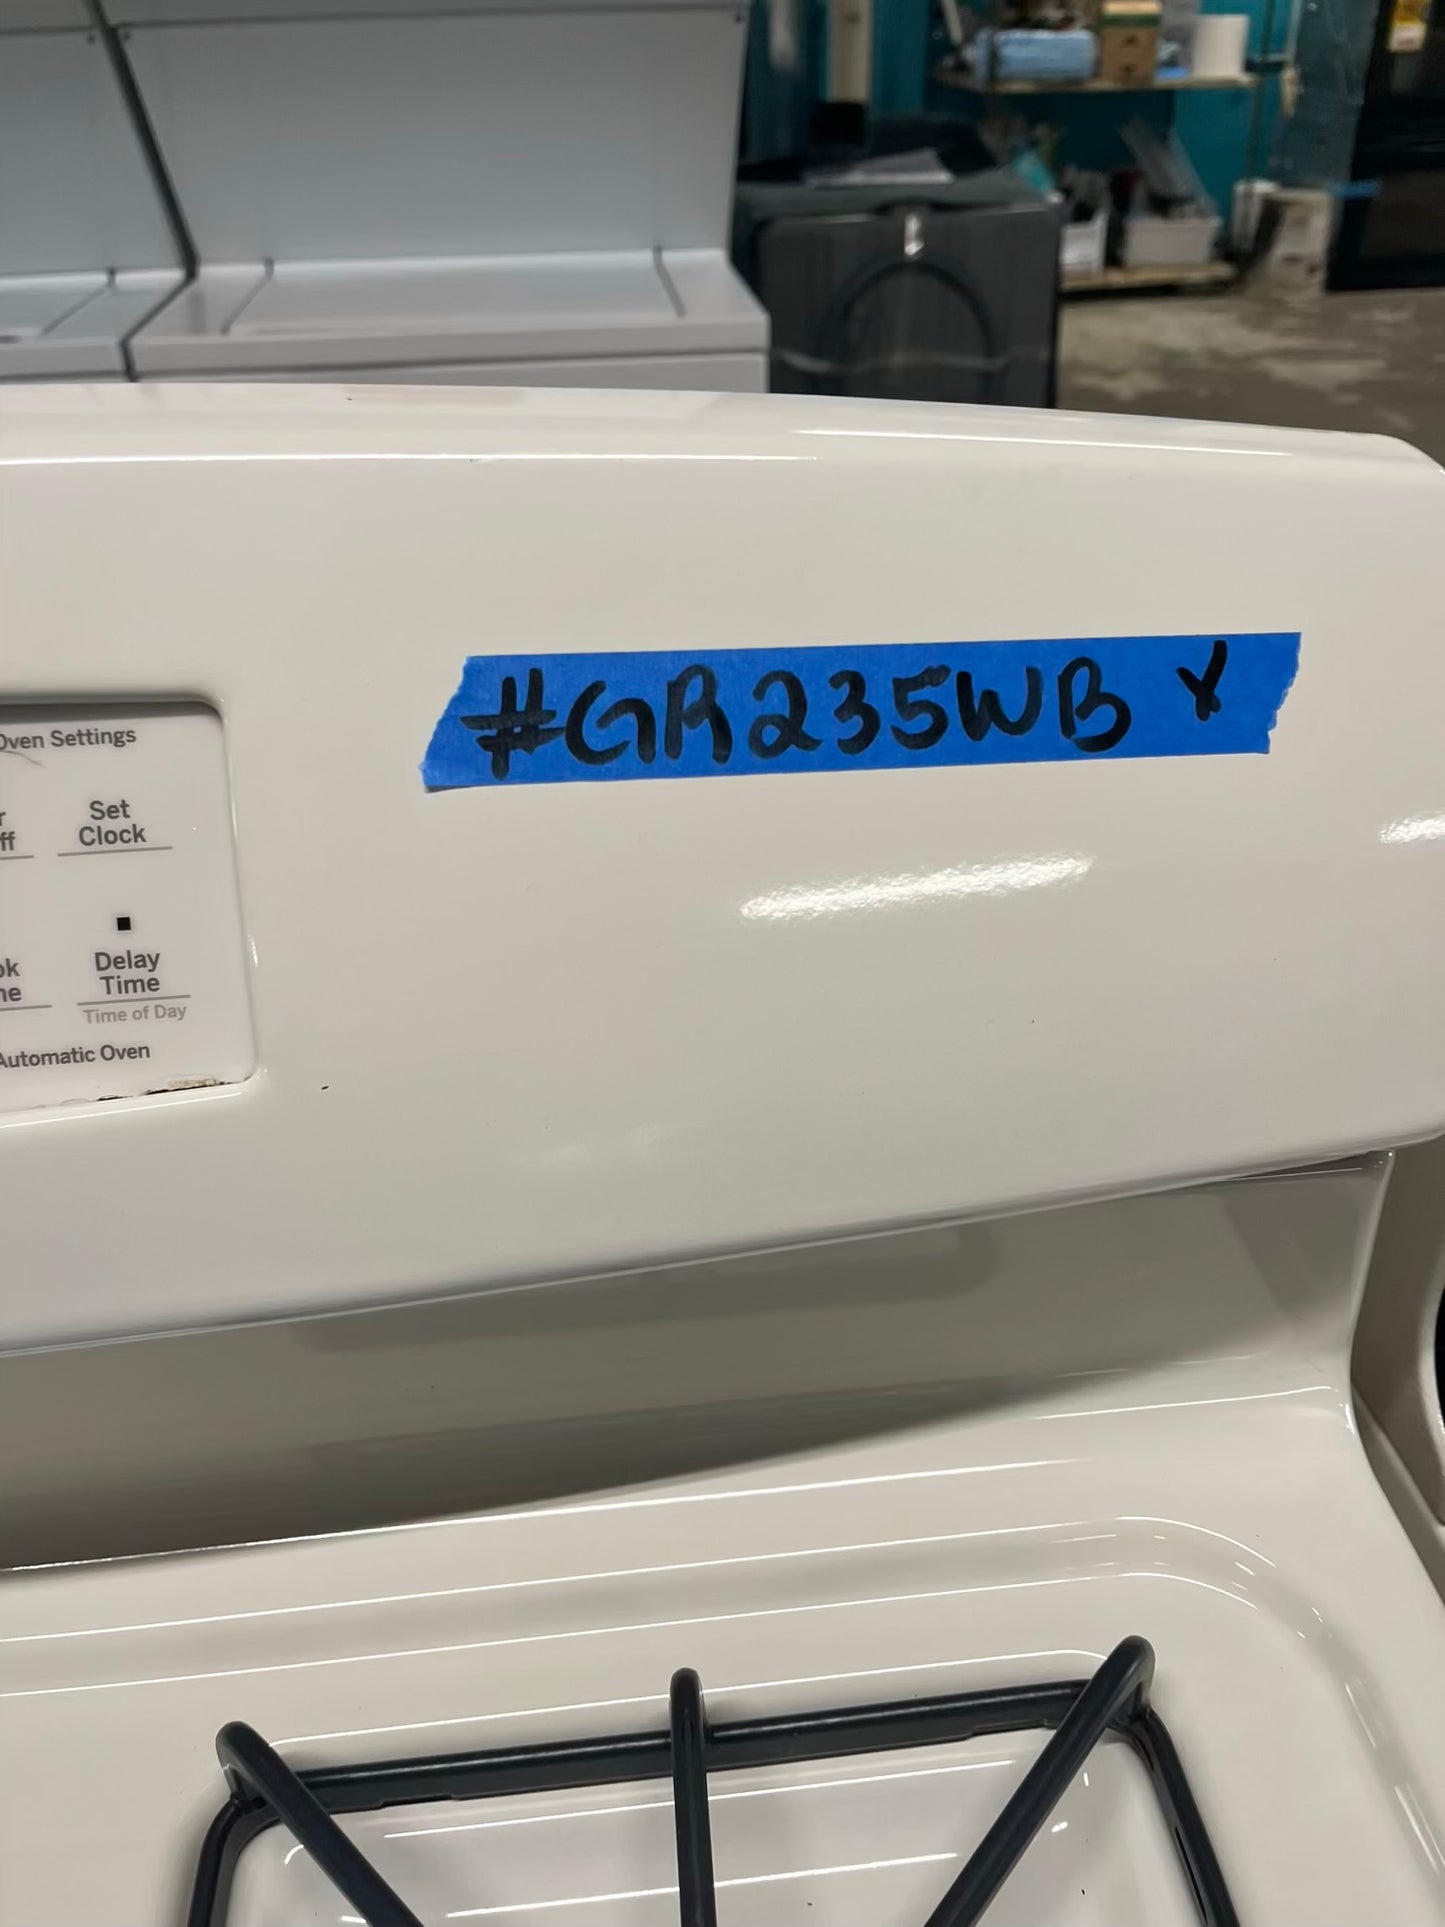 #GR235WB X
Oven Settings
Set
Clock
Delay
Time
Time of Day
Automatic Oven